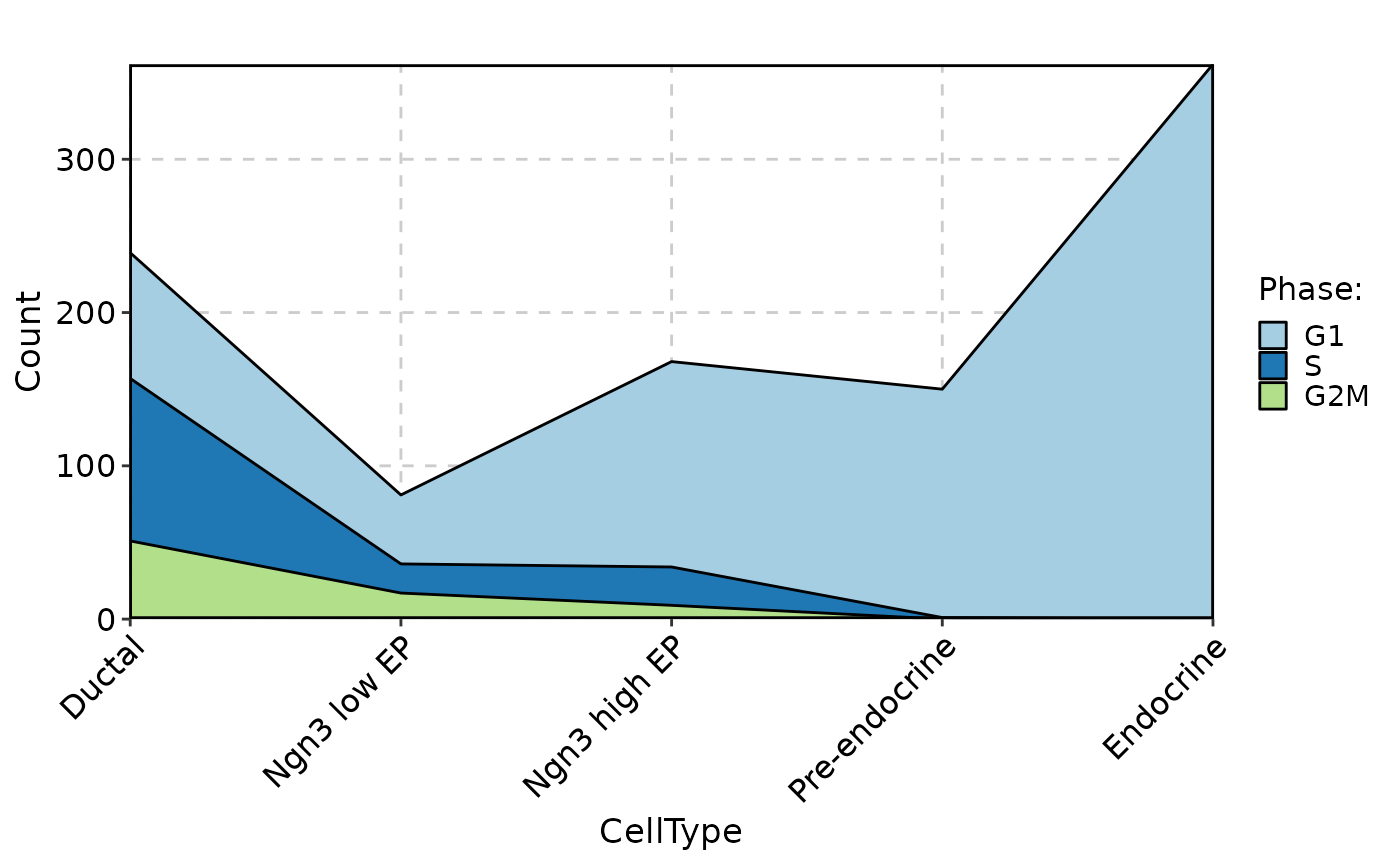 300
200
100
0
Count
Ductal
Ngn3 low EP
Ngn3 high EP
Pre-endocrine
Endocrine
CellType
Phase:
G1
S
G2M